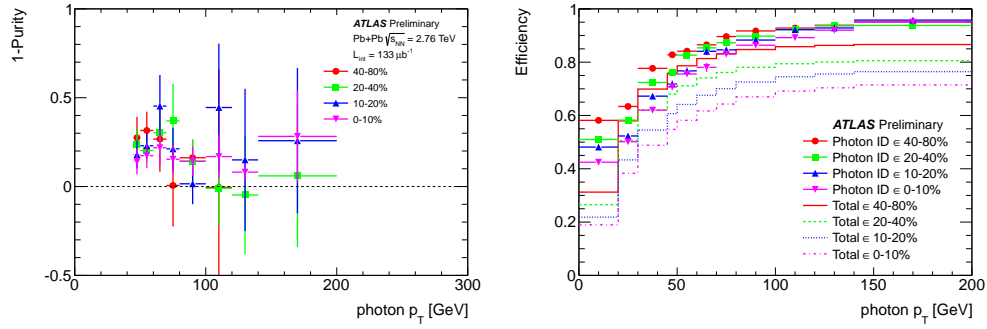 1-Purity
1
0.5
0
-0.5
0
100
200
300
photon p_T [GeV]
ATLAS Preliminary
Pb+Pb √s_NN = 2.76 TeV
L_int = 133 μb⁻¹
40-80%
20-40%
10-20%
0-10%
Efficiency
1
0.8
0.6
0.4
0.2
0
0
50
100
150
200
photon p_T [GeV]
ATLAS Preliminary
Photon ID ∈ 40-80%
Photon ID ∈ 20-40%
Photon ID ∈ 10-20%
Photon ID ∈ 0-10%
Total ∈ 40-80%
Total ∈ 20-40%
Total ∈ 10-20%
Total ∈ 0-10%